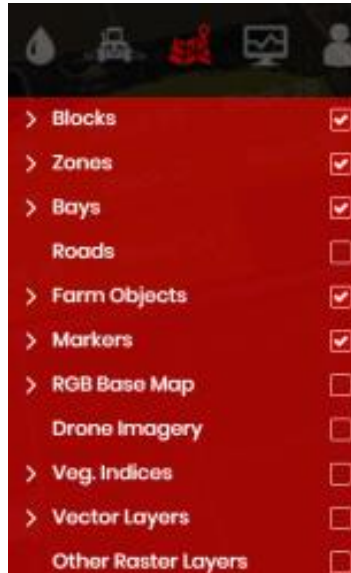 Blocks
Zones
Bays
Roads
Farm Objects
Markers
RGB Base Map
Drone Imagery
Veg. Indices
Vector Layers
Other Raster Layers